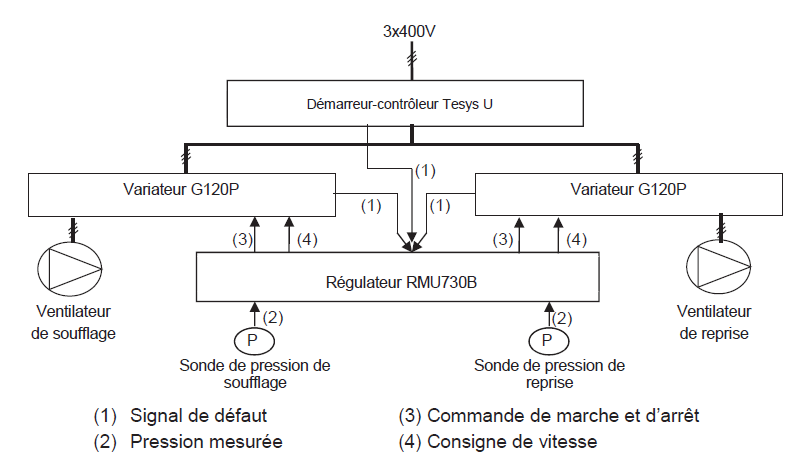 3x400V
Démarreur-contrôleur Tesys U
(1)
Variateur G120P
Variateur G120P
(1)
(1)
(3)
(4)
(3)
(4)
Régulateur RMU730B
Ventilateur
de soufflage
Ventilateur
de reprise
(2)
(2)
P
P
Sonde de pression de
soufflage
Sonde de pression de
reprise
(1) Signal de défaut
(3) Commande de marche et d'arrêt
(2) Pression mesurée
(4) Consigne de vitesse